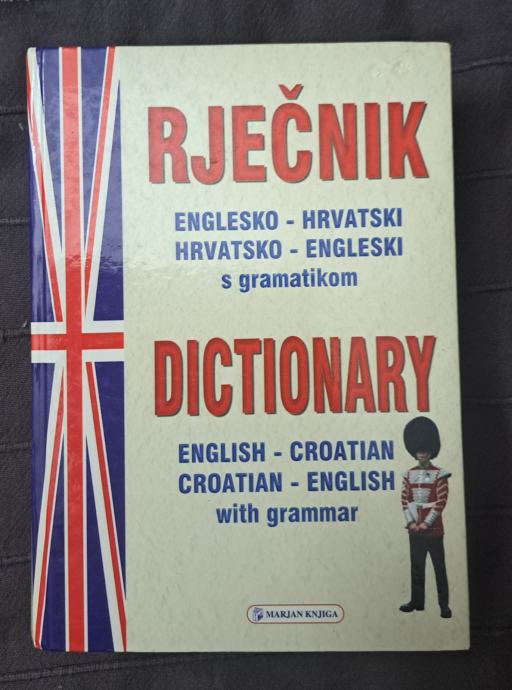 RJEČNIK
ENGLESKO - HRVATSKI
HRVATSKO - ENGLESKI
s gramatikom
DICTIONARY
ENGLISH - CROATIAN
CROATIAN - ENGLISH
with grammar
MARJAN KNJIGA